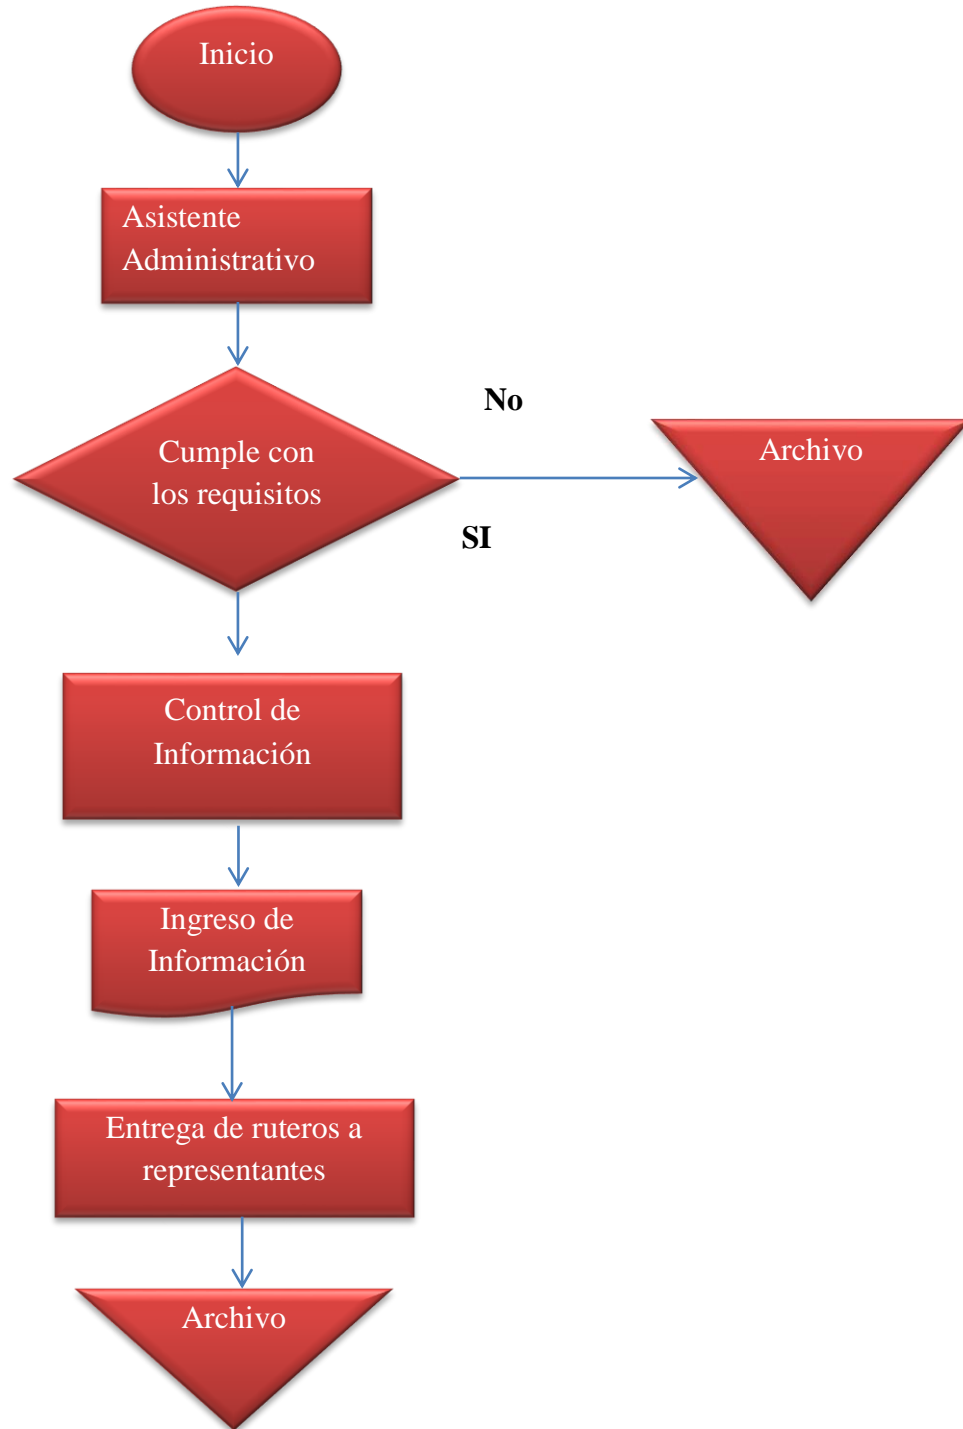 Inicio
Asistente
Administrativo
No
Cumple con
los requisitos
Archivo
SI
Control de
Información
Ingreso de
Información
Entrega de ruteros a
representantes
Archivo